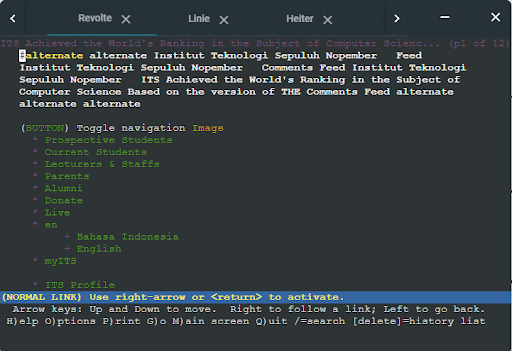 Revolte Linie Heiter
ITS Achieved the World's Ranking in the Subject of Computer Scienc... (p1 of 12)
#alternate alternate Institut Teknologi Sepuluh Nopember Feed
Institut Teknologi Sepuluh Nopember Comments Feed Institut Teknologi
Sepuluh Nopember ITS Achieved the World's Ranking in the Subject of
Computer Science Based on the version of THE Comments Feed alternate
alternate alternate
(BUTTON) Toggle navigation Image
* Prospective Students
* Current Students
* Lecturers & Staffs
* Parents
* Alumni
* Donate
* Live
* en
+ Bahasa Indonesia
+ English
* myITS
* ITS Profile
(NORMAL LINK) Use right-arrow or <return> to activate.
Arrow keys: Up and Down to move. Right to follow a link; Left to go back.
H)elp O)ptions P)rint G)o M)ain screen Q)uit /=search [delete]=history list